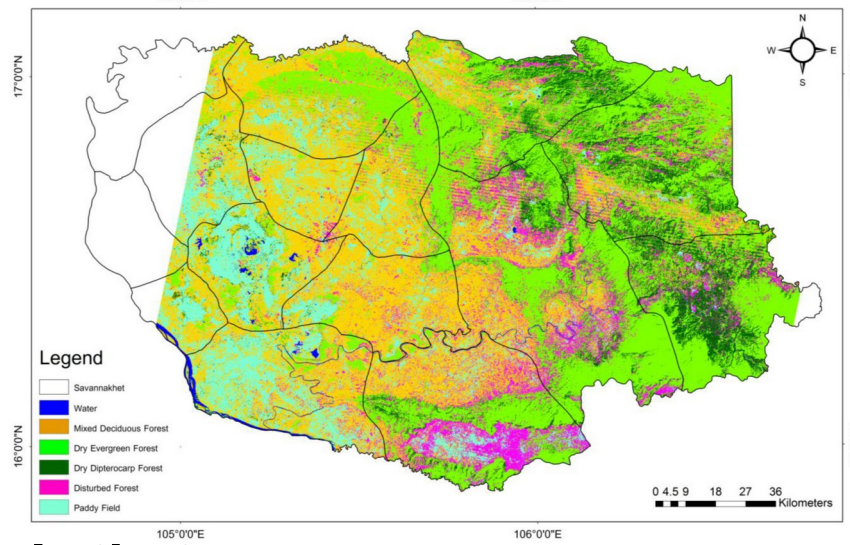 N
W E
S
17°0'0"N
16°0'0"N
Legend
Savannakhet
Water
Mixed Deciduous Forest
Dry Evergreen Forest
Dry Dipterocarp Forest
Disturbed Forest
Paddy Field
0 4.5 9 18 27 36
Kilometers
105°0'0"E 106°0'0"E